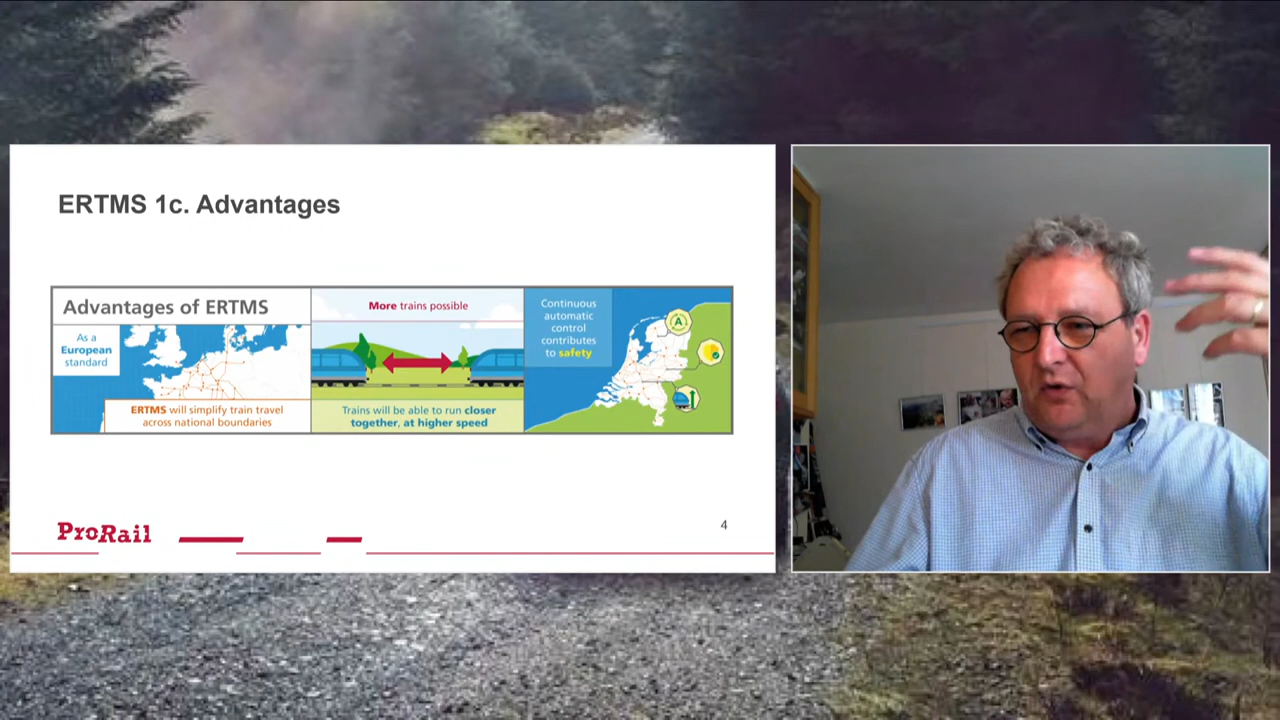 ERTMS 1c. Advantages
Advantages of ERTMS
As a
European
standard
ERTMS will simplify train travel
across national boundaries
More trains possible
Trains will be able to run closer
together, at higher speed
Continuous
automatic
control
contributes
to safety
A
ProRail
4